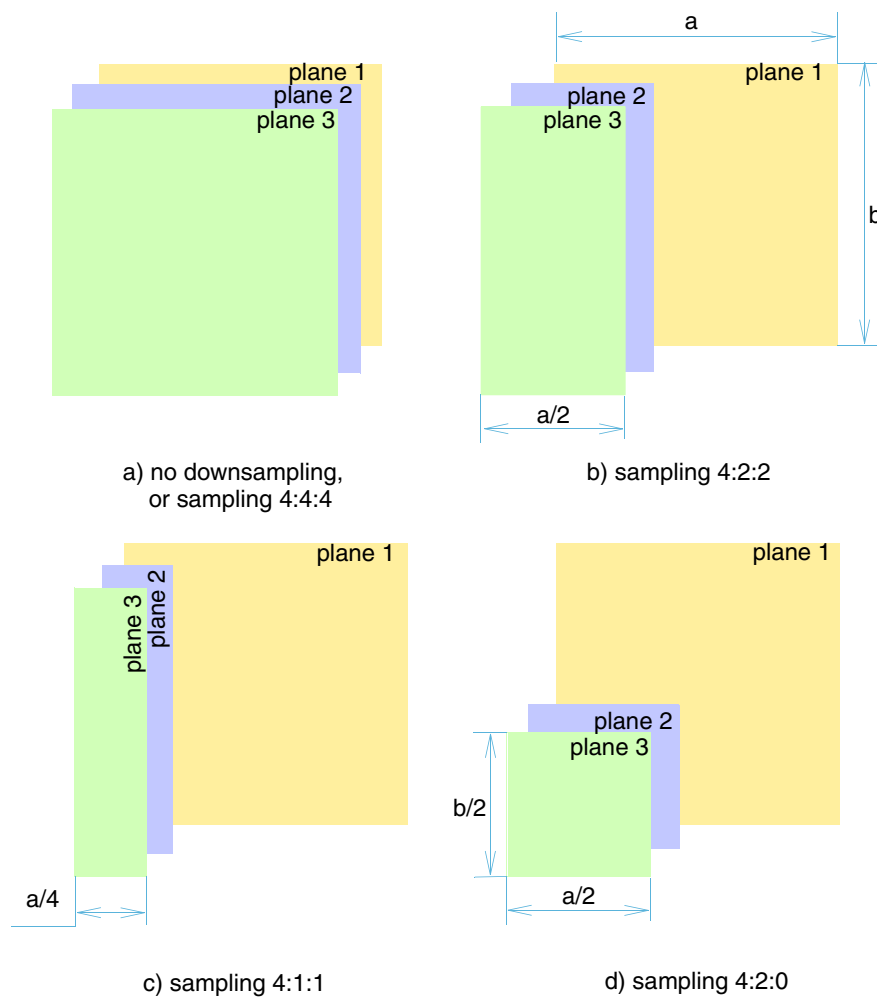 plane 1
plane 2
plane 3
a) no downsampling,
or sampling 4:4:4
a
plane 1
plane 2
plane 3
b
a/2
b) sampling 4:2:2
plane 1
plane 2
plane 3
a/4
c) sampling 4:1:1
plane 1
plane 2
plane 3
b/2
a/2
d) sampling 4:2:0